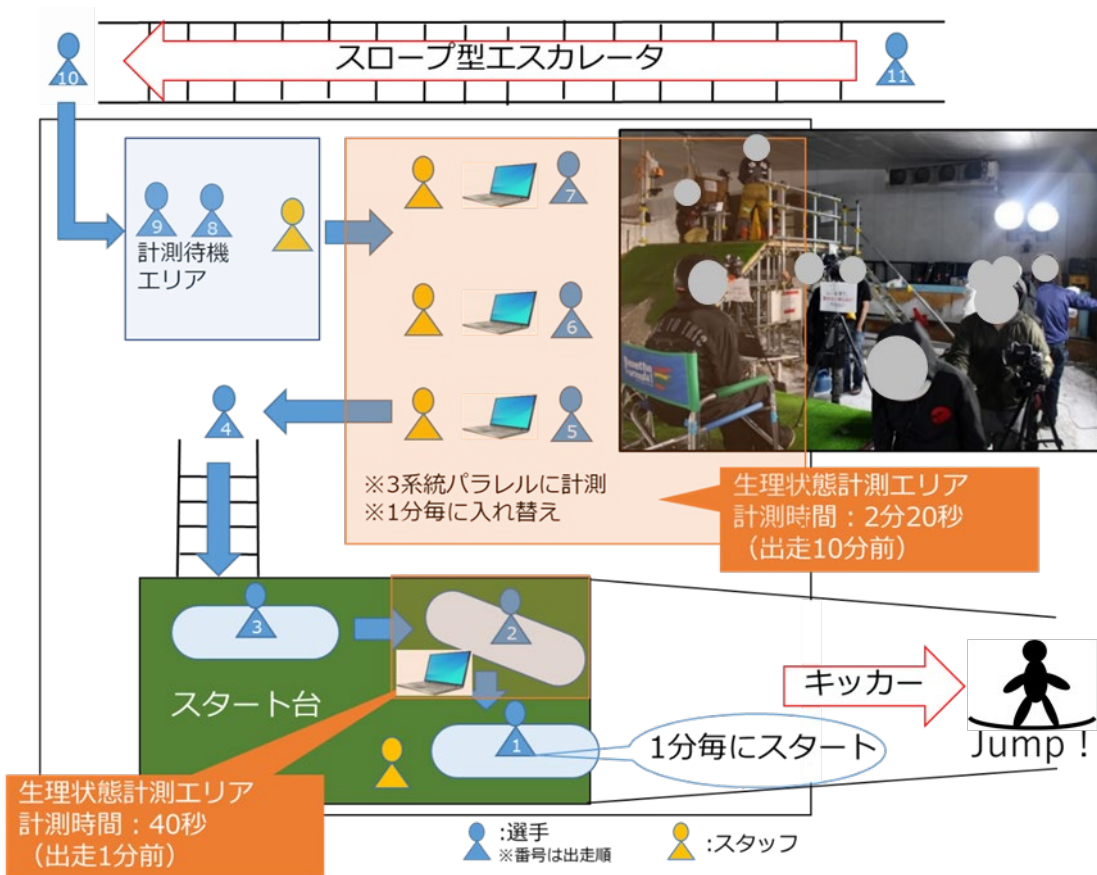 スロープ型エスカレータ
10
11
9
8
7
計測待機
エリア
6
5
4
※3系統パラレルに計測
※1分毎に入れ替え
生理状態計測エリア
計測時間：2分20秒
（出走10分前）
3
2
スタート台
1
1分毎にスタート
キッカー
Jump！
生理状態計測エリア
計測時間：40秒
（出走1分前）
:選手
※番号は出走順
:スタッフ